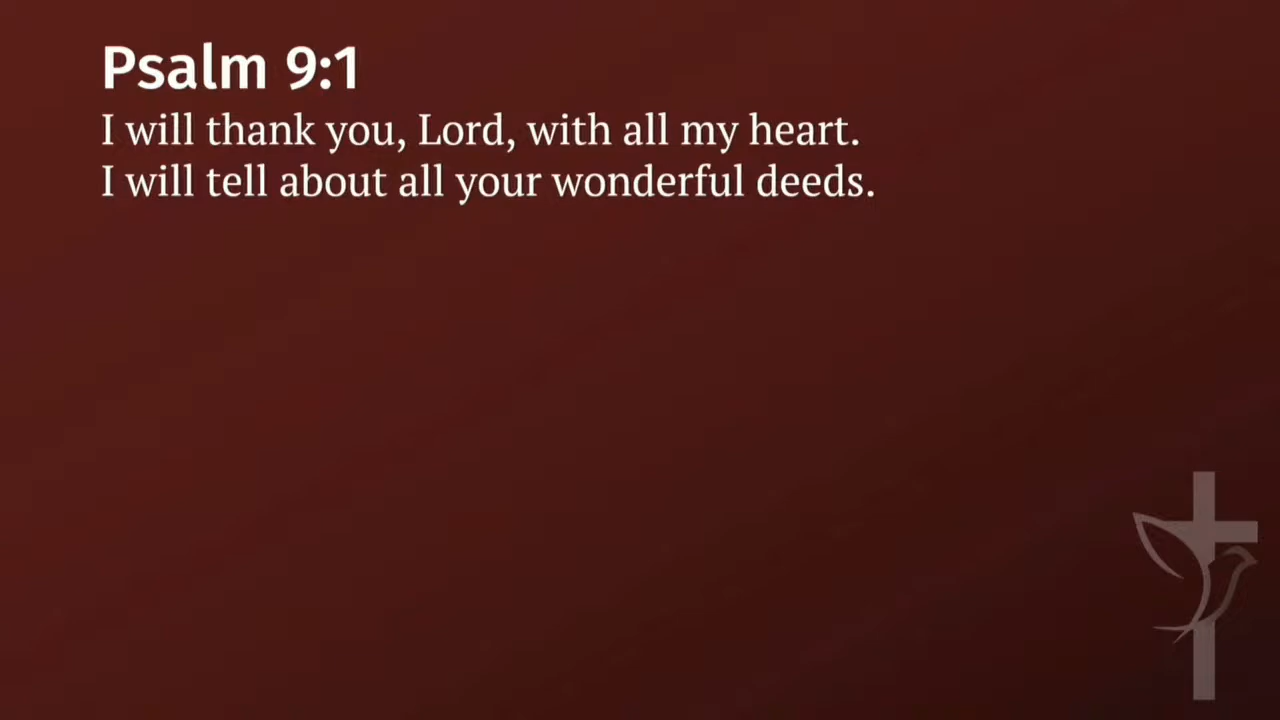 Psalm 9:1
I will thank you, Lord, with all my heart.
I will tell about all your wonderful deeds.